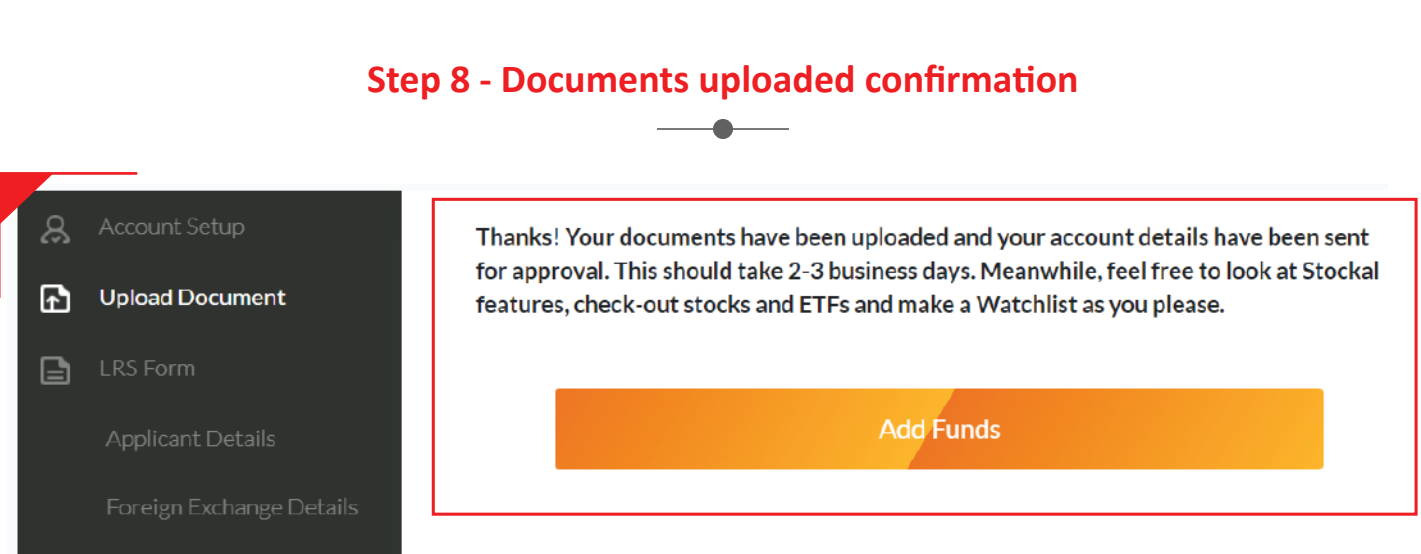 Step 8 - Documents uploaded confirmation
Account Setup
Upload Document
LRS Form
Applicant Details
Foreign Exchange Details
Thanks! Your documents have been uploaded and your account details have been sent
for approval. This should take 2-3 business days. Meanwhile, feel free to look at Stockal
features, check-out stocks and ETFs and make a Watchlist as you please.
Add Funds